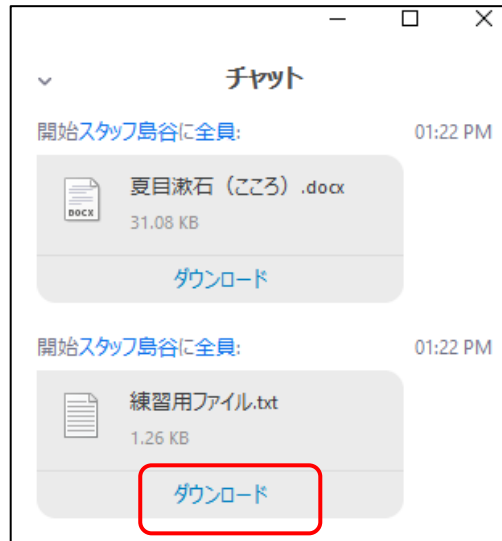 チャット
開始スタッフ島谷に全員: 01:22 PM
夏目漱石（こころ）.docx
DOCX
31.08 KB
ダウンロード
開始スタッフ島谷に全員: 01:22 PM
練習用ファイル.txt
1.26 KB
ダウンロード